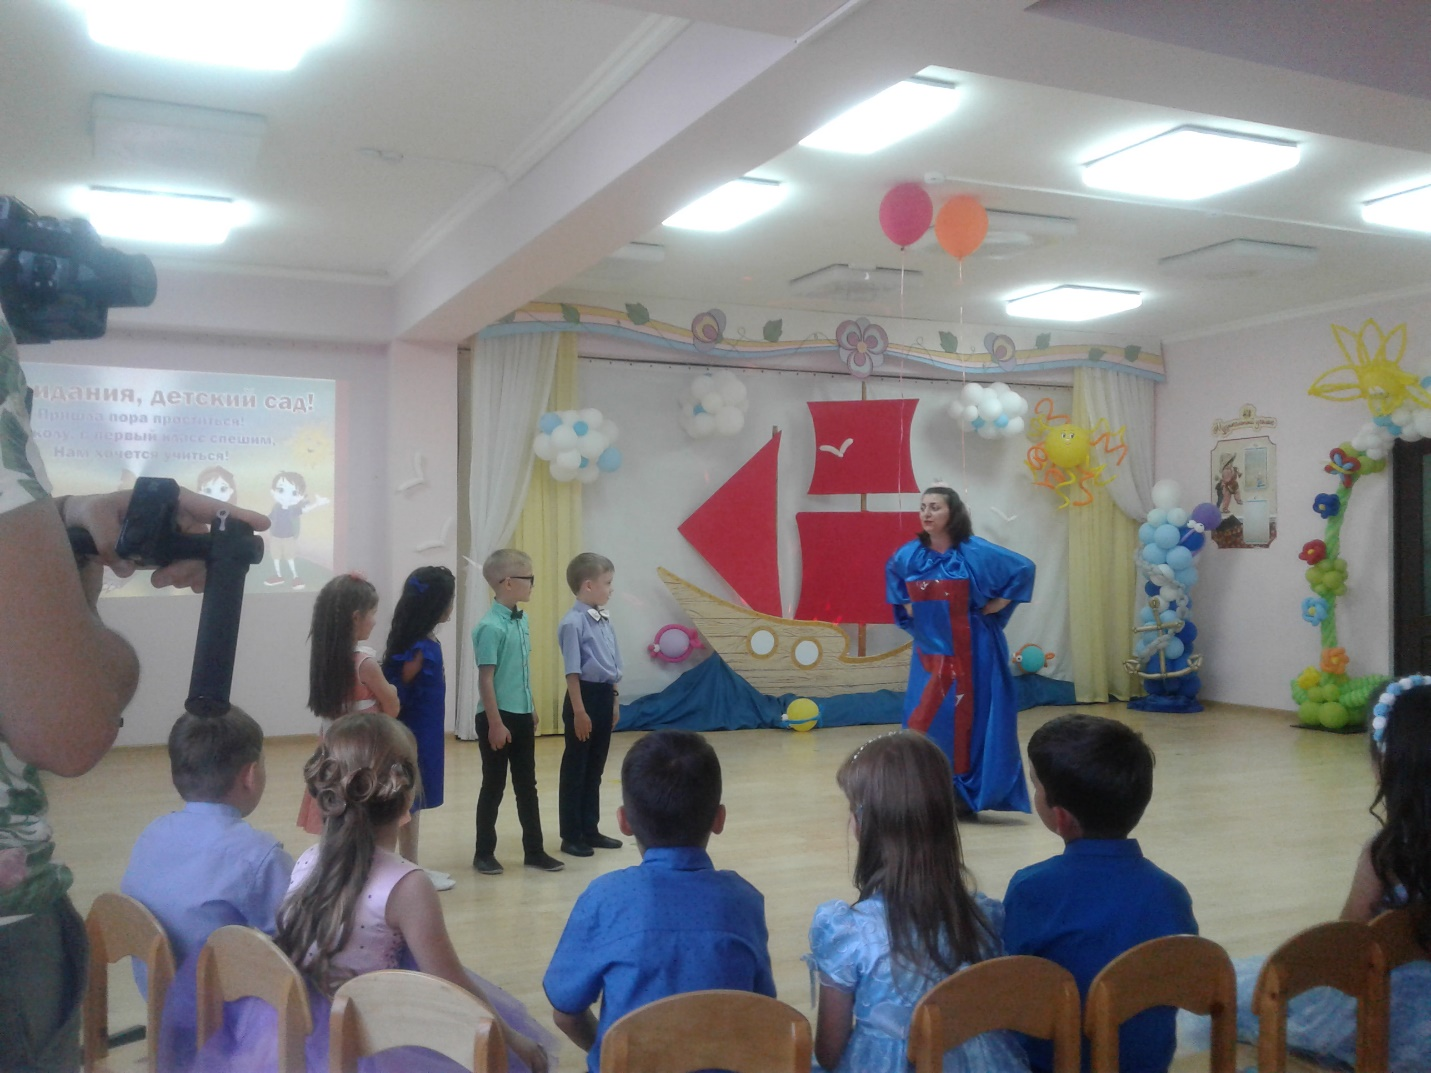 идания, детский сад!
Пришла пора проститься!
в первый класс спешим,
Нам хочется учиться!
Я